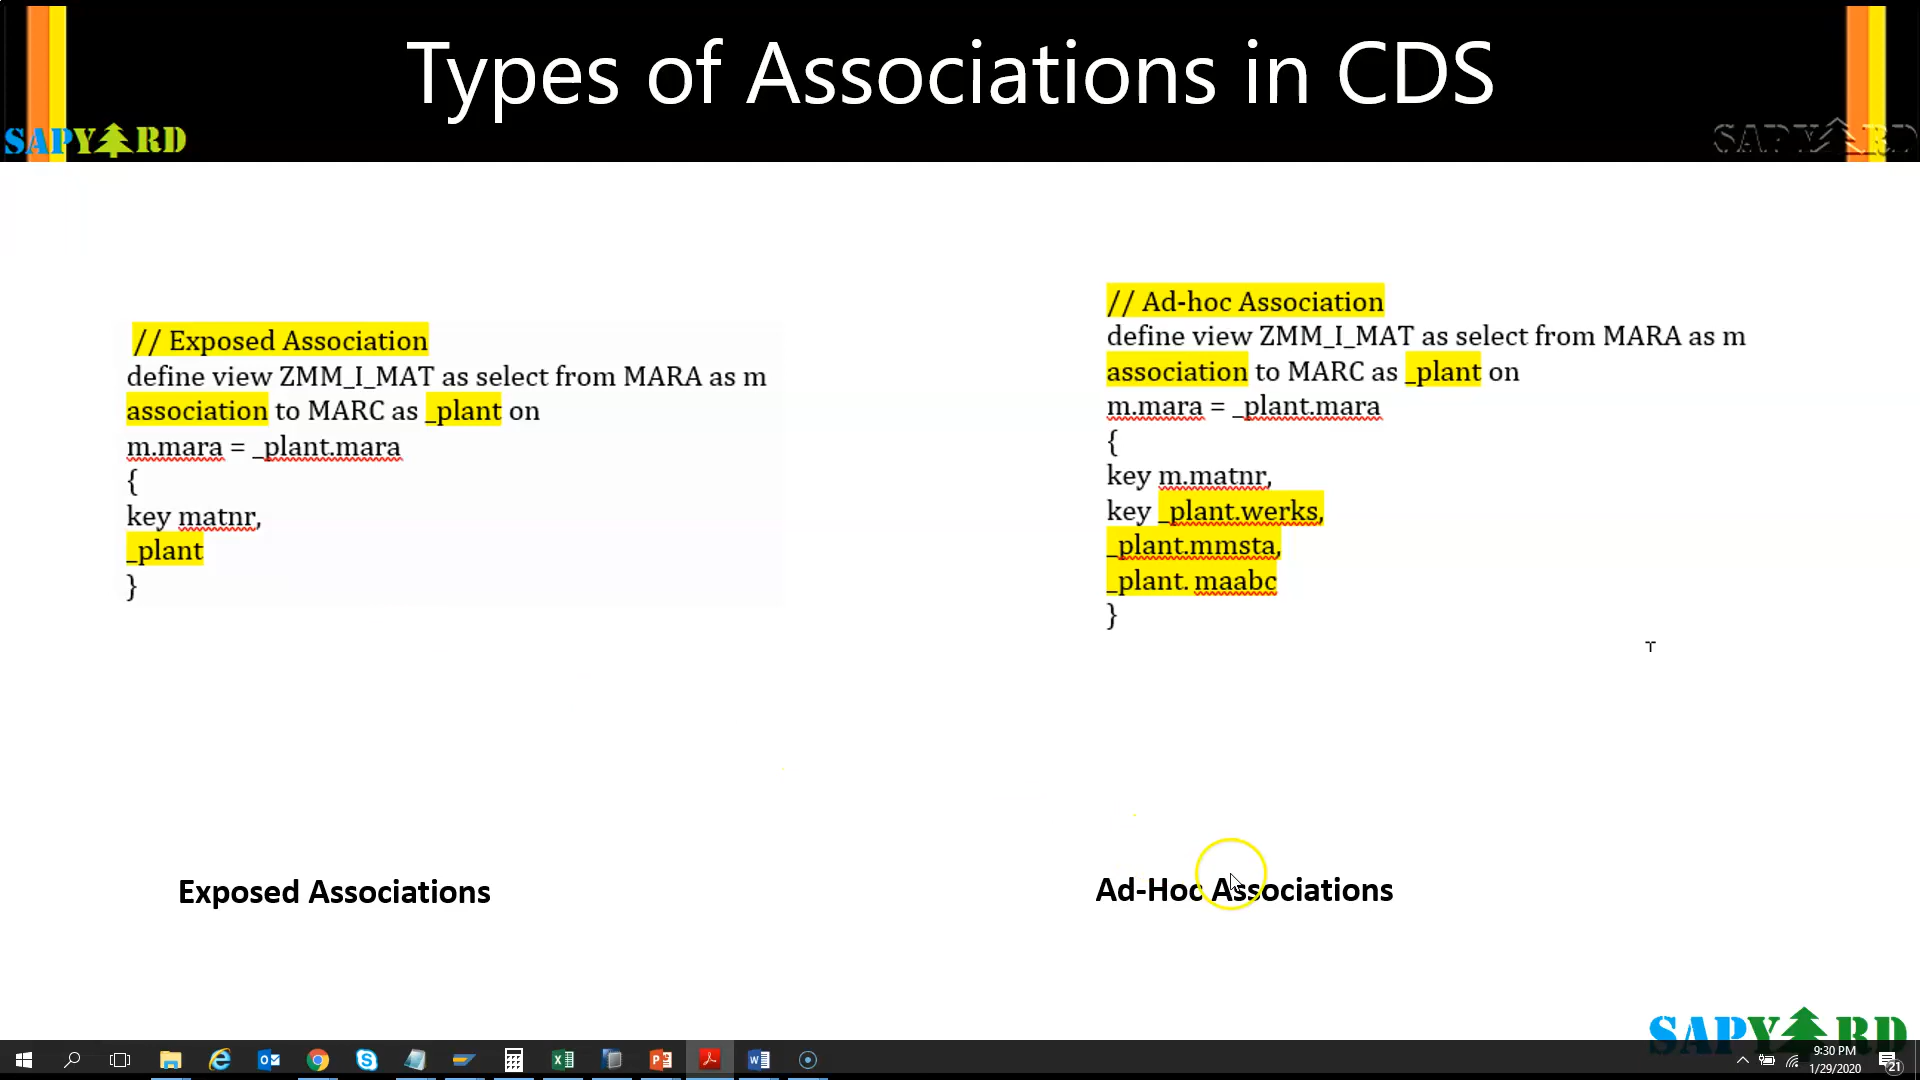 Types of Associations in CDS
SAPYARD
SAPYARD
// Exposed Association
define view ZMM_I_MAT as select from MARA as m
association to MARC as _plant on
m.mara = _plant.mara
{
key matnr,
_plant
}
// Ad-hoc Association
define view ZMM_I_MAT as select from MARA as m
association to MARC as _plant on
m.mara = _plant.mara
{
key m.matnr,
key _plant.werks,
_plant.mmsta,
_plant. maabc
}
Exposed Associations
Ad-Hoc Associations
SAPYARD
9:30 PM
1/29/2020
21